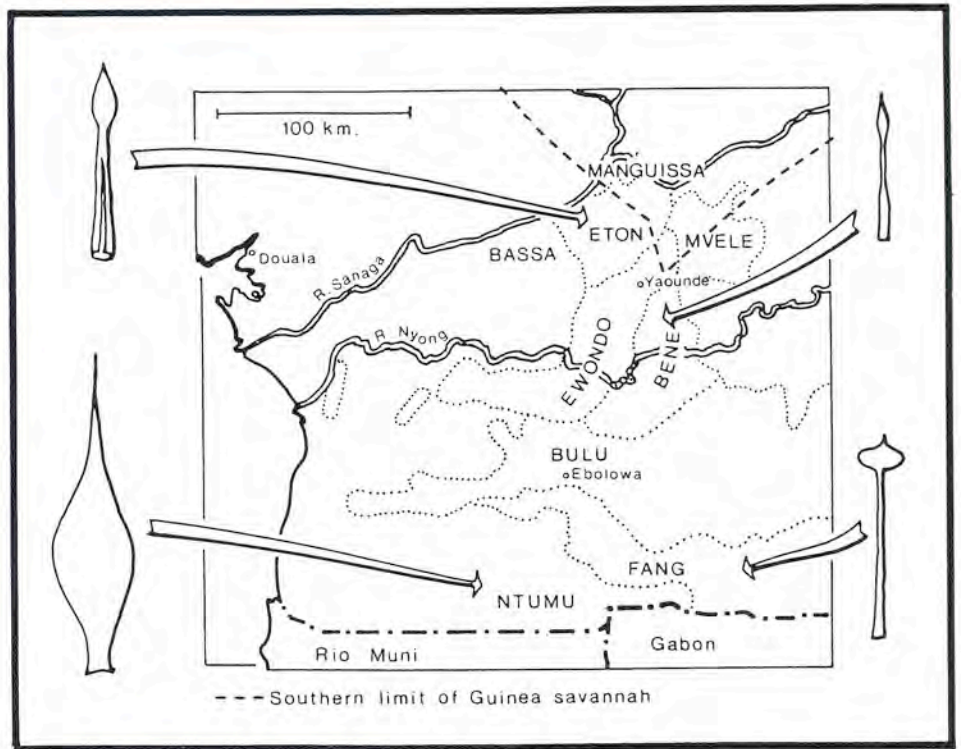 100 km.
MANGUISSA
ETON
MVELE
BASSA
Douala
R. Sanaga
Yaounde
R. Nyong
EWONDO
BENE
BULU
Ebolowa
FANG
NTUMU
Rio Muni
Gabon
--- Southern limit of Guinea savannah